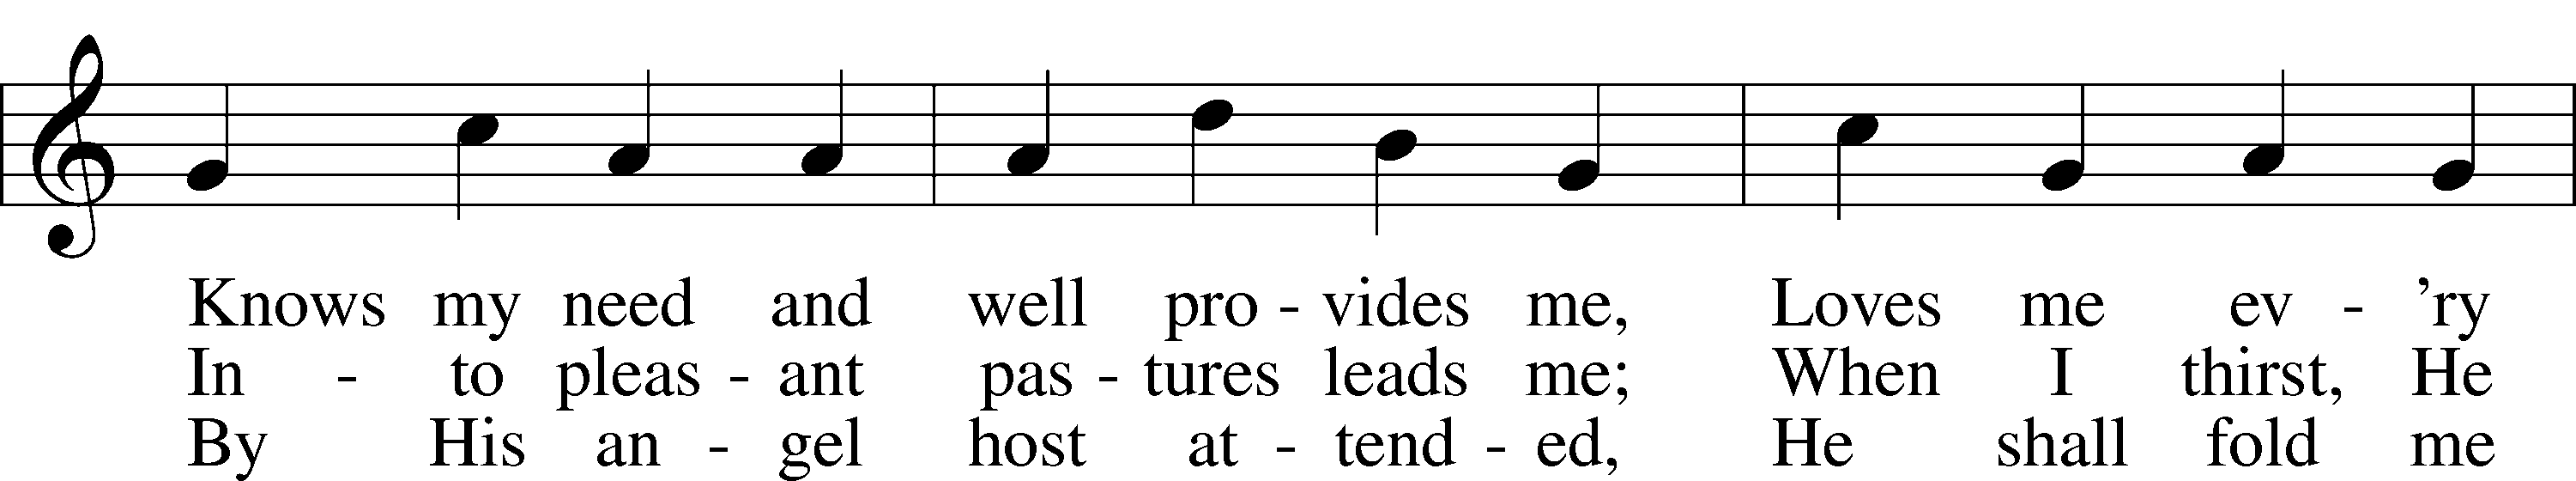 Knows my need and well pro - vides me, Loves me ev - 'ry
In - to pleas - ant pas - tures leads me; When I thirst, He
By His an - gel host at - tend - ed, He shall fold me